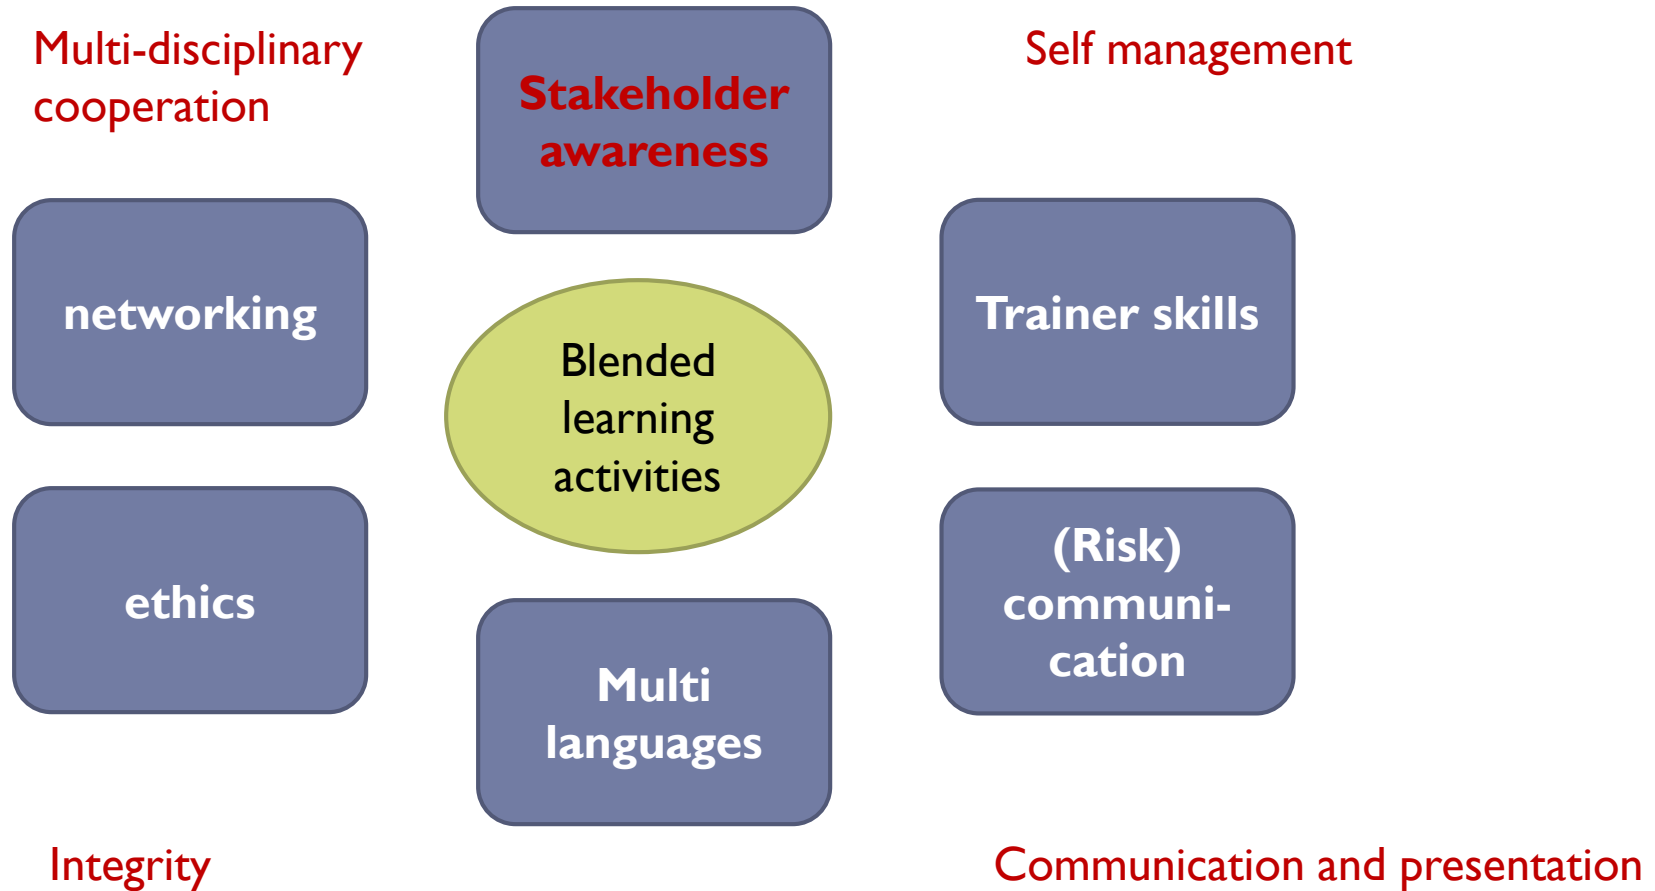 Multi-disciplinary
cooperation
Stakeholder
awareness
Self management
networking
Trainer skills
Blended
learning
activities
ethics
(Risk)
communi-
cation
Multi
languages
Integrity
Communication and presentation